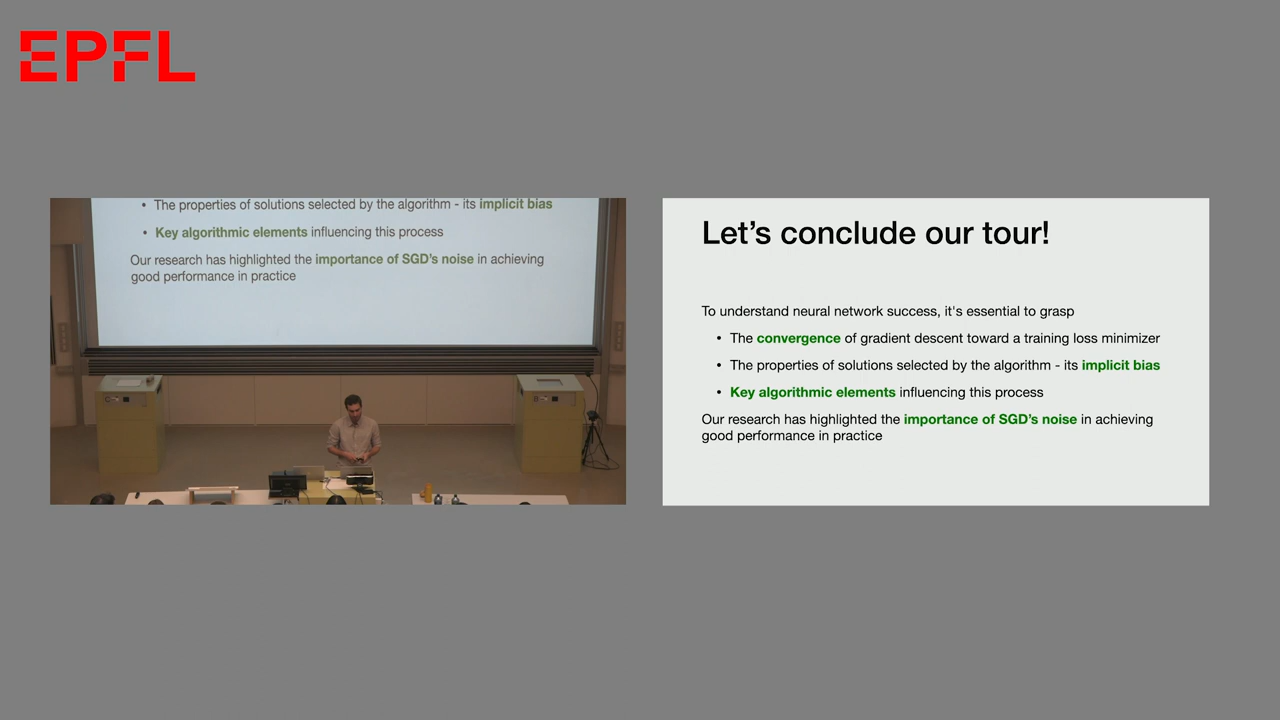 EPFL
• The properties of solutions selected by the algorithm - its implicit bias
• Key algorithmic elements influencing this process
Our research has highlighted the importance of SGD's noise in achieving
good performance in practice
Let's conclude our tour!
To understand neural network success, it's essential to grasp
• The convergence of gradient descent toward a training loss minimizer
• The properties of solutions selected by the algorithm - its implicit bias
• Key algorithmic elements influencing this process
Our research has highlighted the importance of SGD's noise in achieving
good performance in practice